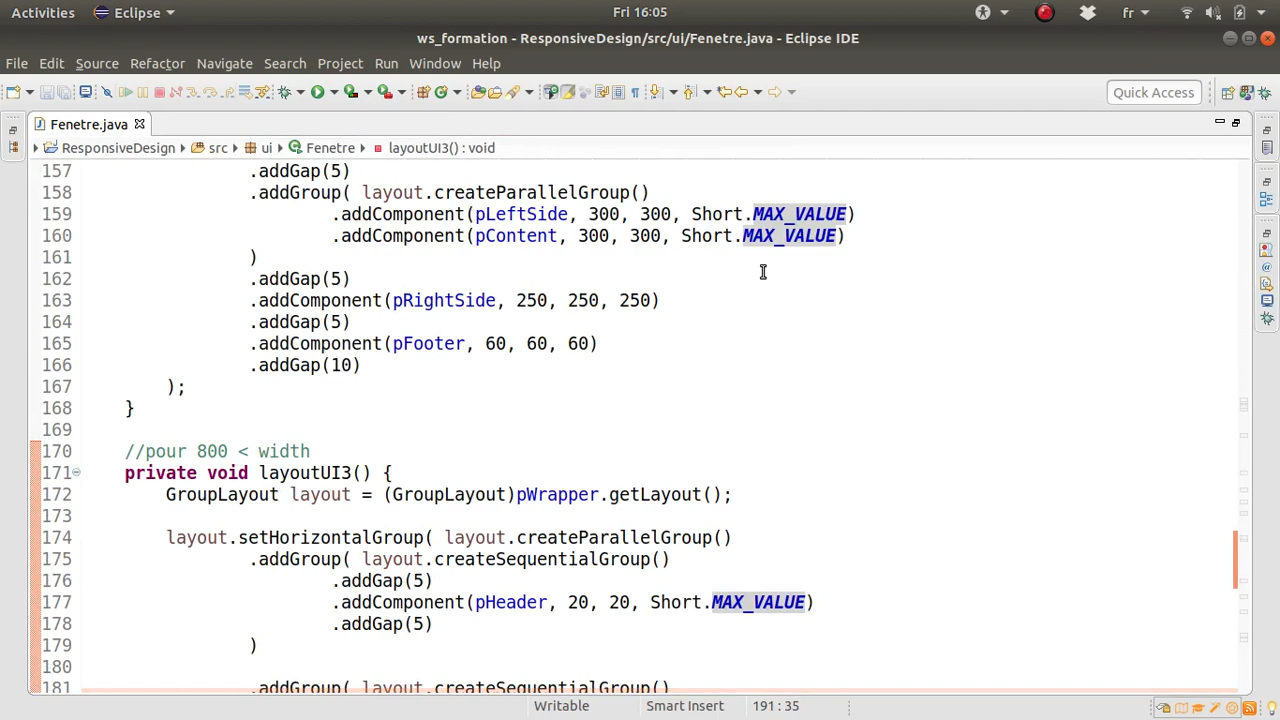 Activities Eclipse Fri 16:05 fr
ws_formation - ResponsiveDesign/src/ui/Fenetre.java - Eclipse IDE
File Edit Source Refactor Navigate Search Project Run Window Help
Quick Access
Fenetre.java
ResponsiveDesign src ui Fenetre layoutUI3() : void
157 .addGap(5)
158 .addGroup( layout.createParallelGroup()
159 .addComponent(pLeftSide, 300, 300, Short.MAX_VALUE)
160 .addComponent(pContent, 300, 300, Short.MAX_VALUE)
161 )
162 .addGap(5)
163 .addComponent(pRightSide, 250, 250, 250)
164 .addGap(5)
165 .addComponent(pFooter, 60, 60, 60)
166 .addGap(10)
167 );
168 }
169
170 //pour 800 < width
171 private void layoutUI3() {
172 GroupLayout layout = (GroupLayout)pWrapper.getLayout();
173
174 layout.setHorizontalGroup( layout.createParallelGroup()
175 .addGroup( layout.createSequentialGroup()
176 .addGap(5)
177 .addComponent(pHeader, 20, 20, Short.MAX_VALUE)
178 .addGap(5)
179 )
180
181 .addGroup( layout.createSequentialGroup()
Writable Smart Insert 191 : 35